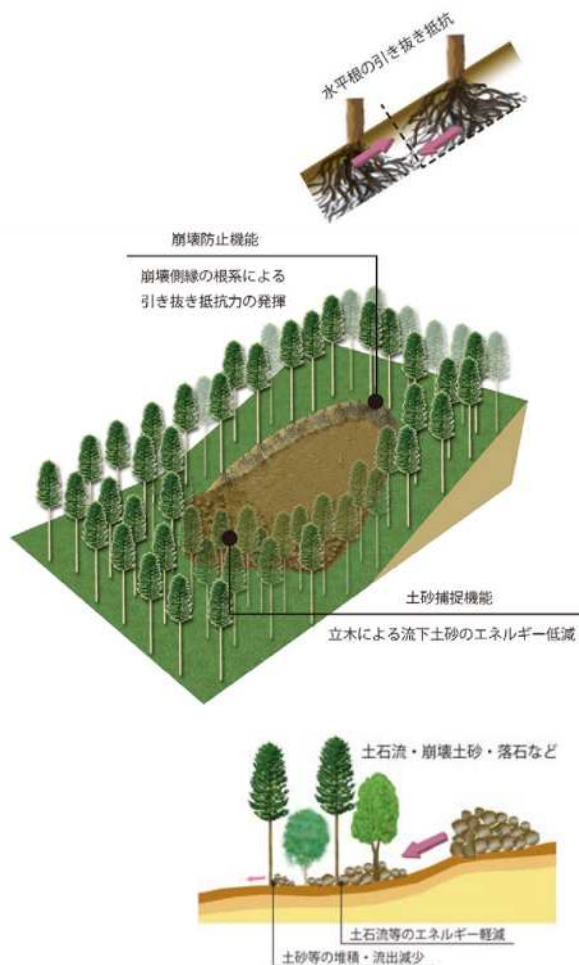 水平根の引き抜き抵抗
崩壊防止機能
崩壊側縁の根系による
引き抜き抵抗力の発揮
土砂捕捉機能
立木による流下土砂のエネルギー低減
土石流・崩壊土砂・落石など
土石流等のエネルギー軽減
土砂等の堆積・流出減少